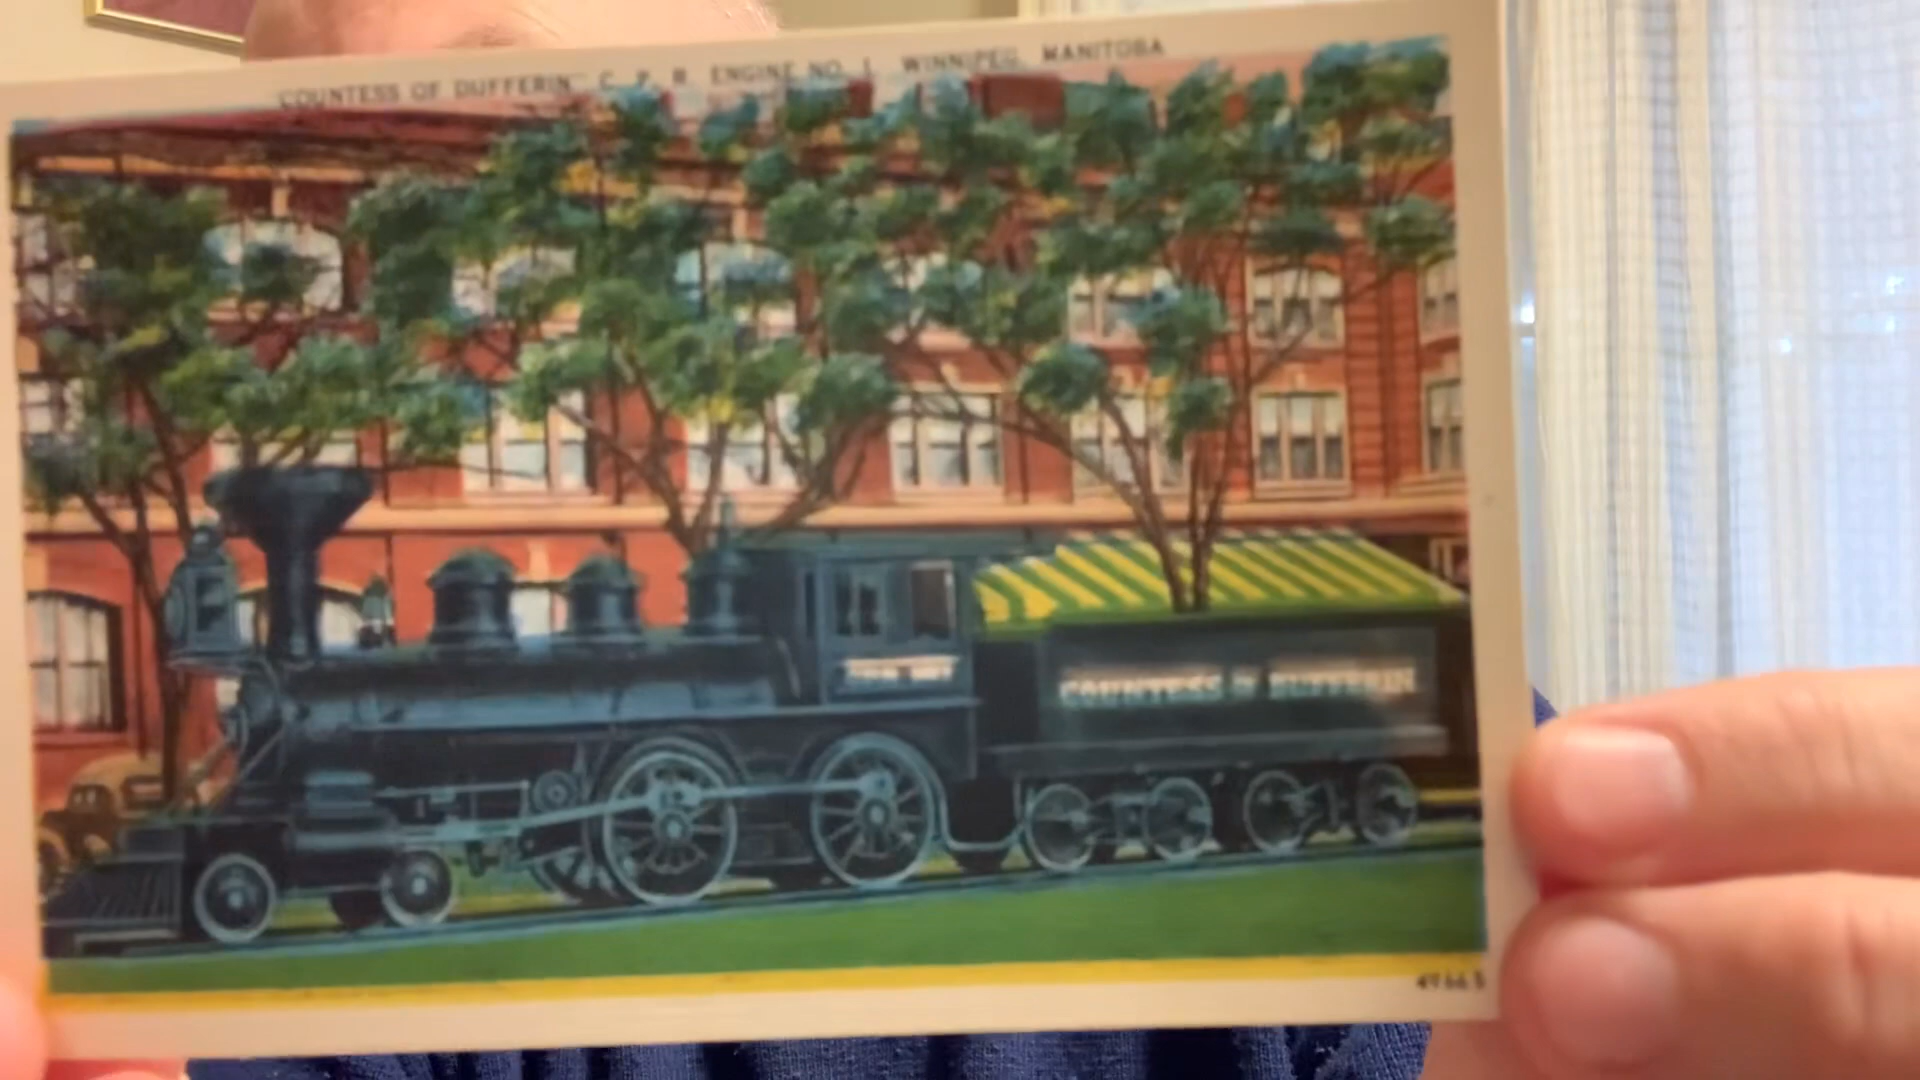 "COUNTESS OF DUFFERIN" C. P. R. ENGINE NO. 1, WINNIPEG, MANITOBA
COUNTESS of DUFFERIN